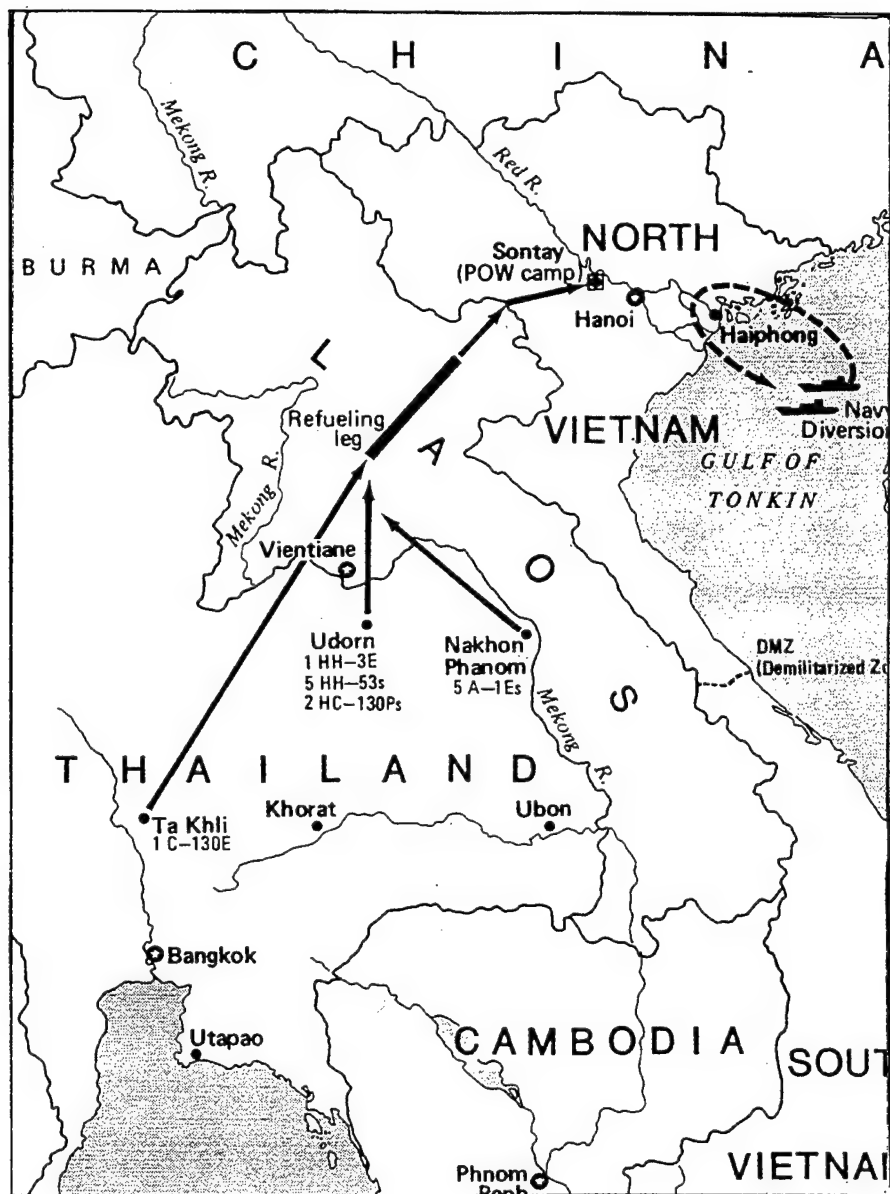 C H I N A
Mekong R.
Red R.
BURMA
NORTH
Sontay
(POW camp)
Hanoi
Haiphong
L A O S
Refueling
leg
VIETNAM
Navy
Diversion
GULF OF
TONKIN
Mekong R.
Vientiane
Udorn
1 HH-3E
5 HH-53s
2 HC-130Ps
Nakhon
Phanom
5 A-1Es
DMZ
(Demilitarized Zo
Mekong R.
T H A I L A N D
Khorat
Ubon
Ta Khli
1 C-130E
Bangkok
Utapao
CAMBODIA
SOUT
VIETNA
Phnom
Penh